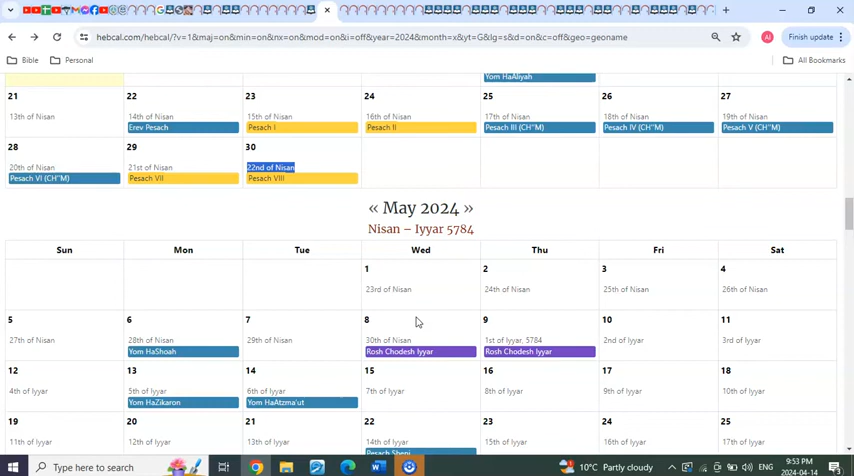 hebcal.com/hebcal/?v=1&maj=on&min=on&nx=on&mod=on&i=off&year=2024&month=x&yt=G&lg=s&d=on&c=off&geo=geoname
Finish update
Bible Personal All Bookmarks
Yom HaAliyah
21 22 23 24 25 26 27
13th of Nisan 14th of Nisan 15th of Nisan 16th of Nisan 17th of Nisan 18th of Nisan 19th of Nisan
Erev Pesach Pesach I Pesach II Pesach III (CH"M) Pesach IV (CH"M) Pesach V (CH"M)
28 29 30
20th of Nisan 21st of Nisan 22nd of Nisan
Pesach VI (CH"M) Pesach VII Pesach VIII
« May 2024 »
Nisan – Iyyar 5784
Sun Mon Tue Wed Thu Fri Sat
1 2 3 4
23rd of Nisan 24th of Nisan 25th of Nisan 26th of Nisan
5 6 7 8 9 10 11
27th of Nisan 28th of Nisan 29th of Nisan 30th of Nisan 1st of Iyyar, 5784 2nd of Iyyar 3rd of Iyyar
Yom HaShoah Rosh Chodesh Iyyar Rosh Chodesh Iyyar
12 13 14 15 16 17 18
4th of Iyyar 5th of Iyyar 6th of Iyyar 7th of Iyyar 8th of Iyyar 9th of Iyyar 10th of Iyyar
Yom HaZikaron Yom HaAtzma'ut
19 20 21 22 23 24 25
11th of Iyyar 12th of Iyyar 13th of Iyyar 14th of Iyyar 15th of Iyyar 16th of Iyyar 17th of Iyyar
Pesach Sheni
Type here to search 10°C Partly cloudy ENG 9:53 PM
2024-04-14